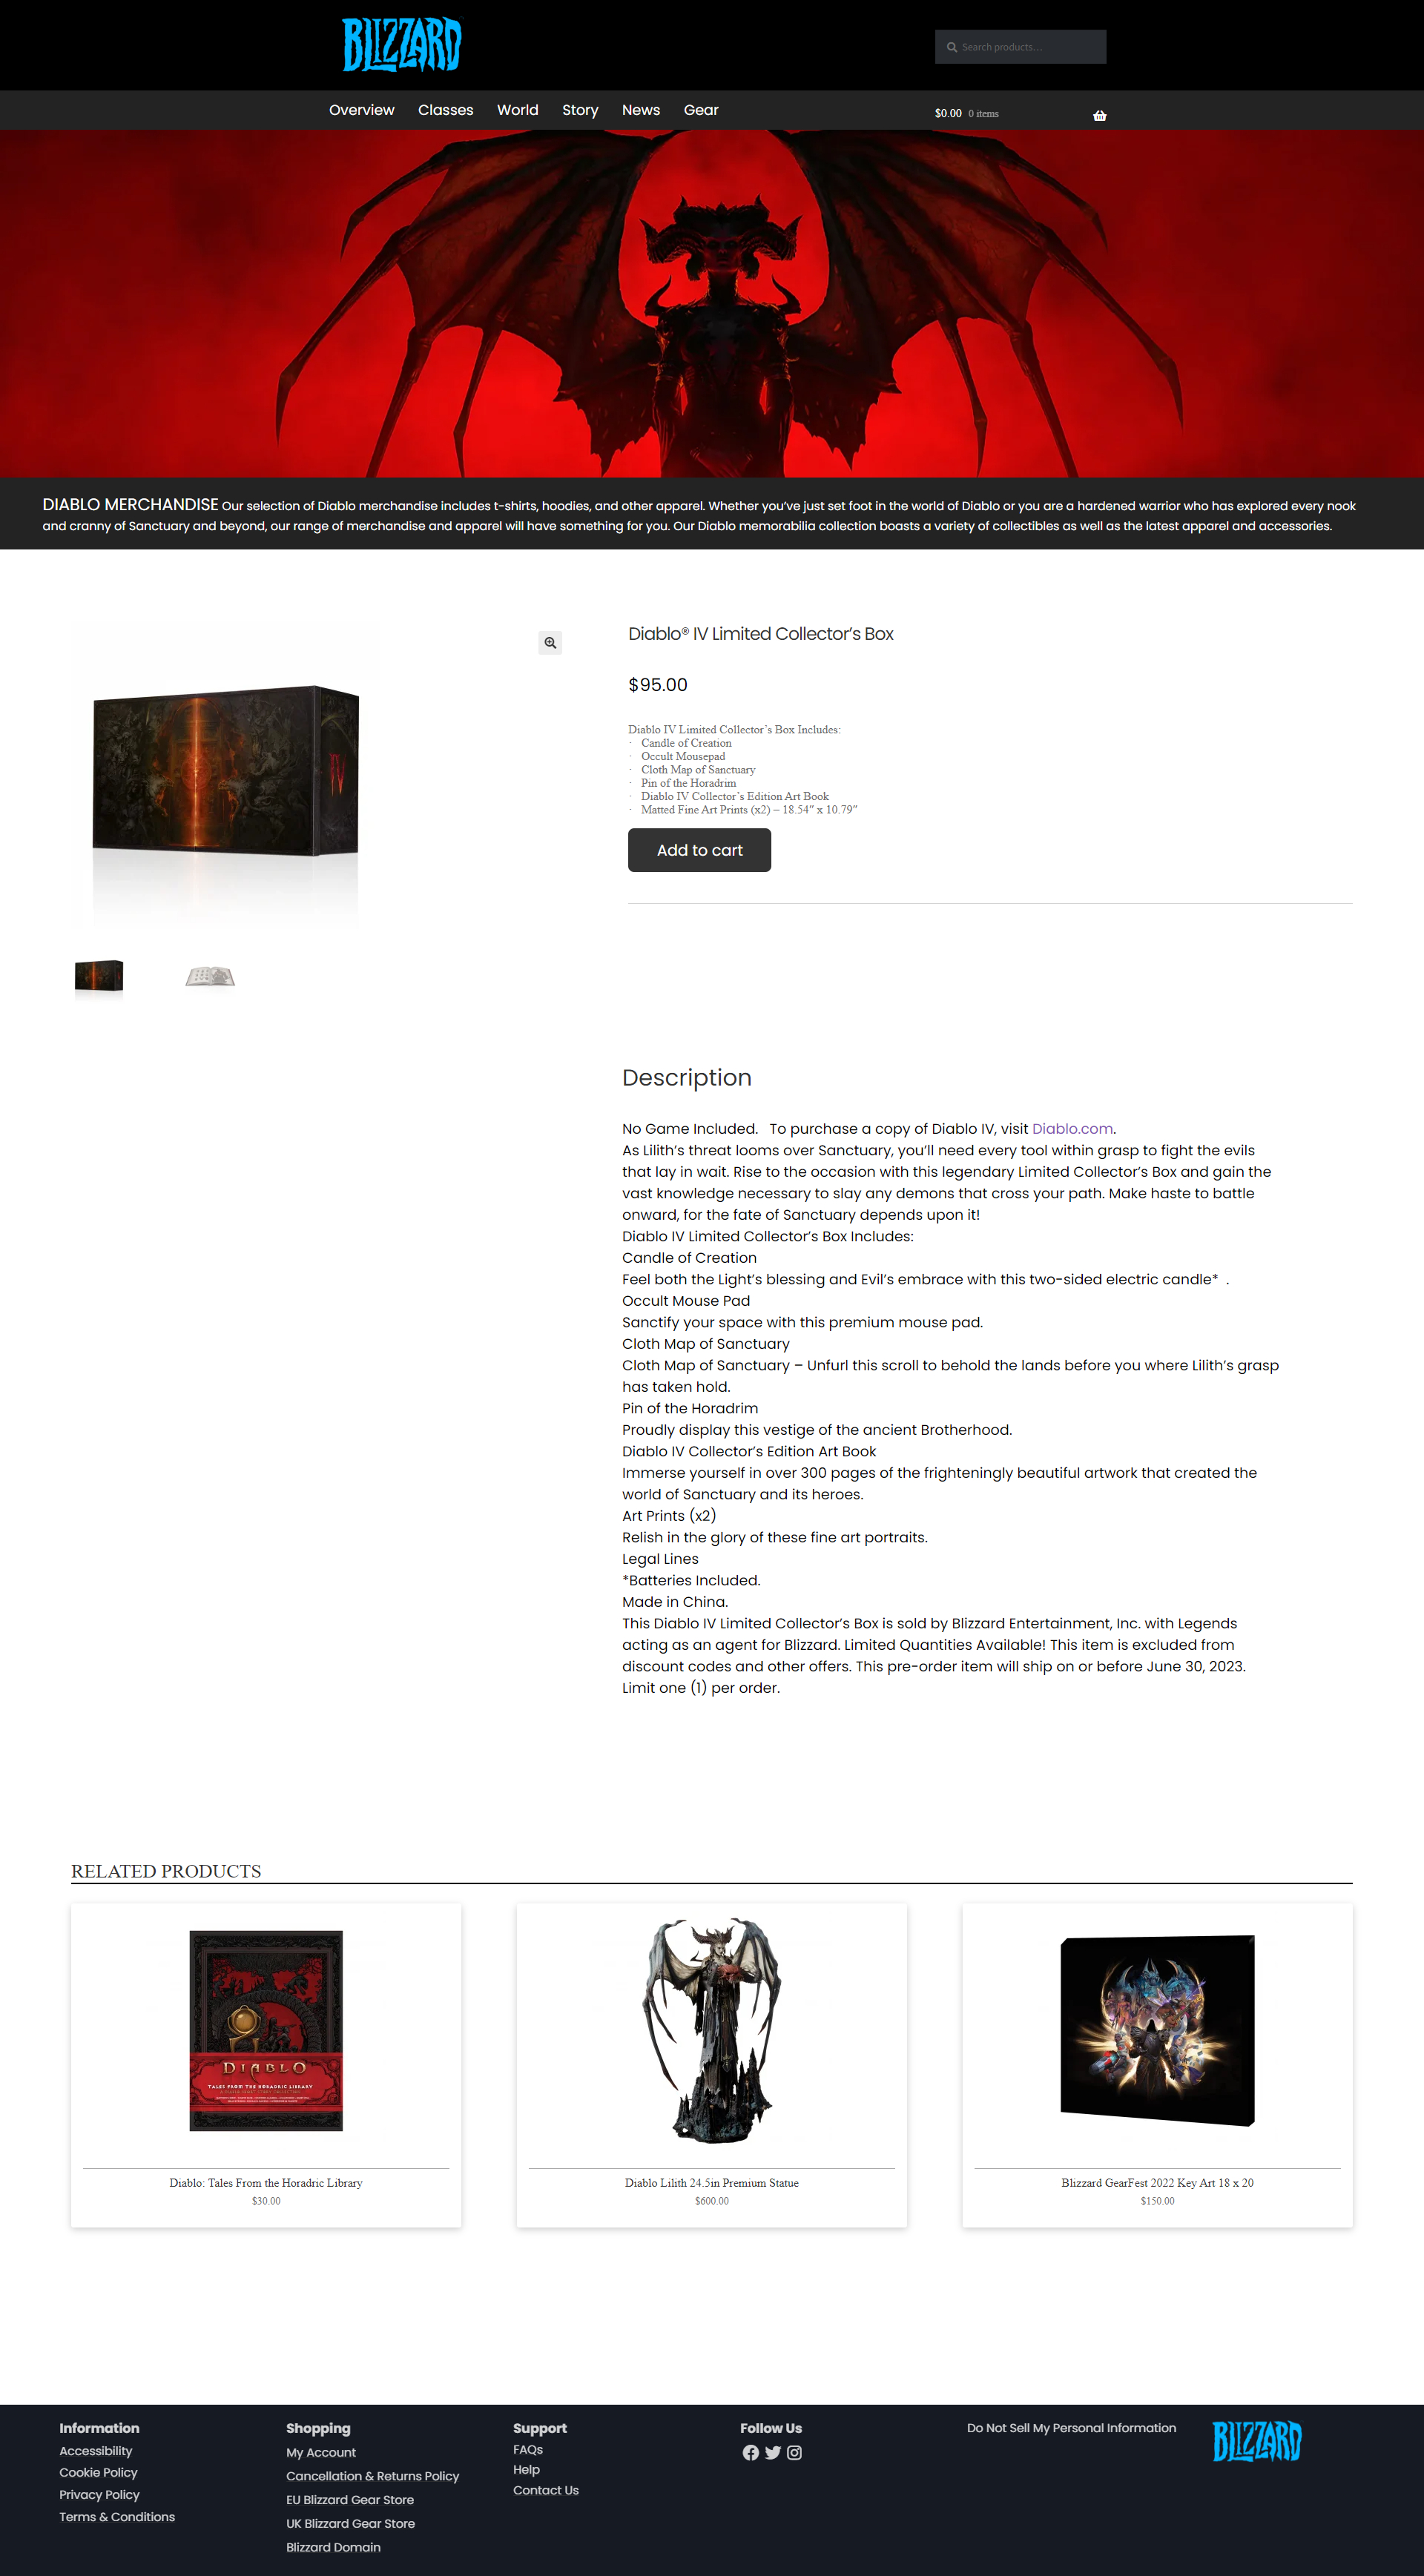 BLIZZARD
Search products…
Overview Classes World Story News Gear
$0.00 0 items
DIABLO MERCHANDISE Our selection of Diablo merchandise includes t-shirts, hoodies, and other apparel. Whether you’ve just set foot in the world of Diablo or you are a hardened warrior who has explored every nook
and cranny of Sanctuary and beyond, our range of merchandise and apparel will have something for you. Our Diablo memorabilia collection boasts a variety of collectibles as well as the latest apparel and accessories.
Diablo® IV Limited Collector’s Box
$95.00
IV
Diablo IV Limited Collector’s Box Includes:
· Candle of Creation
· Occult Mousepad
· Cloth Map of Sanctuary
· Pin of the Horadrim
· Diablo IV Collector’s Edition Art Book
· Matted Fine Art Prints (x2) – 18.54″ x 10.79″
Add to cart
Description
No Game Included. To purchase a copy of Diablo IV, visit Diablo.com.
As Lilith’s threat looms over Sanctuary, you’ll need every tool within grasp to fight the evils
that lay in wait. Rise to the occasion with this legendary Limited Collector’s Box and gain the
vast knowledge necessary to slay any demons that cross your path. Make haste to battle
onward, for the fate of Sanctuary depends upon it!
Diablo IV Limited Collector’s Box Includes:
Candle of Creation
Feel both the Light’s blessing and Evil’s embrace with this two-sided electric candle* .
Occult Mouse Pad
Sanctify your space with this premium mouse pad.
Cloth Map of Sanctuary
Cloth Map of Sanctuary – Unfurl this scroll to behold the lands before you where Lilith’s grasp
has taken hold.
Pin of the Horadrim
Proudly display this vestige of the ancient Brotherhood.
Diablo IV Collector’s Edition Art Book
Immerse yourself in over 300 pages of the frighteningly beautiful artwork that created the
world of Sanctuary and its heroes.
Art Prints (x2)
Relish in the glory of these fine art portraits.
Legal Lines
*Batteries Included.
Made in China.
This Diablo IV Limited Collector’s Box is sold by Blizzard Entertainment, Inc. with Legends
acting as an agent for Blizzard. Limited Quantities Available! This item is excluded from
discount codes and other offers. This pre-order item will ship on or before June 30, 2023.
Limit one (1) per order.
RELATED PRODUCTS
DIABLO
TALES FROM THE HORADRIC LIBRARY
Diablo: Tales From the Horadric Library
$30.00
Diablo Lilith 24.5in Premium Statue
$600.00
Blizzard GearFest 2022 Key Art 18 x 20
$150.00
Information
Accessibility
Cookie Policy
Privacy Policy
Terms & Conditions
Shopping
My Account
Cancellation & Returns Policy
EU Blizzard Gear Store
UK Blizzard Gear Store
Blizzard Domain
Support
FAQs
Help
Contact Us
Follow Us
Do Not Sell My Personal Information
BLIZZARD